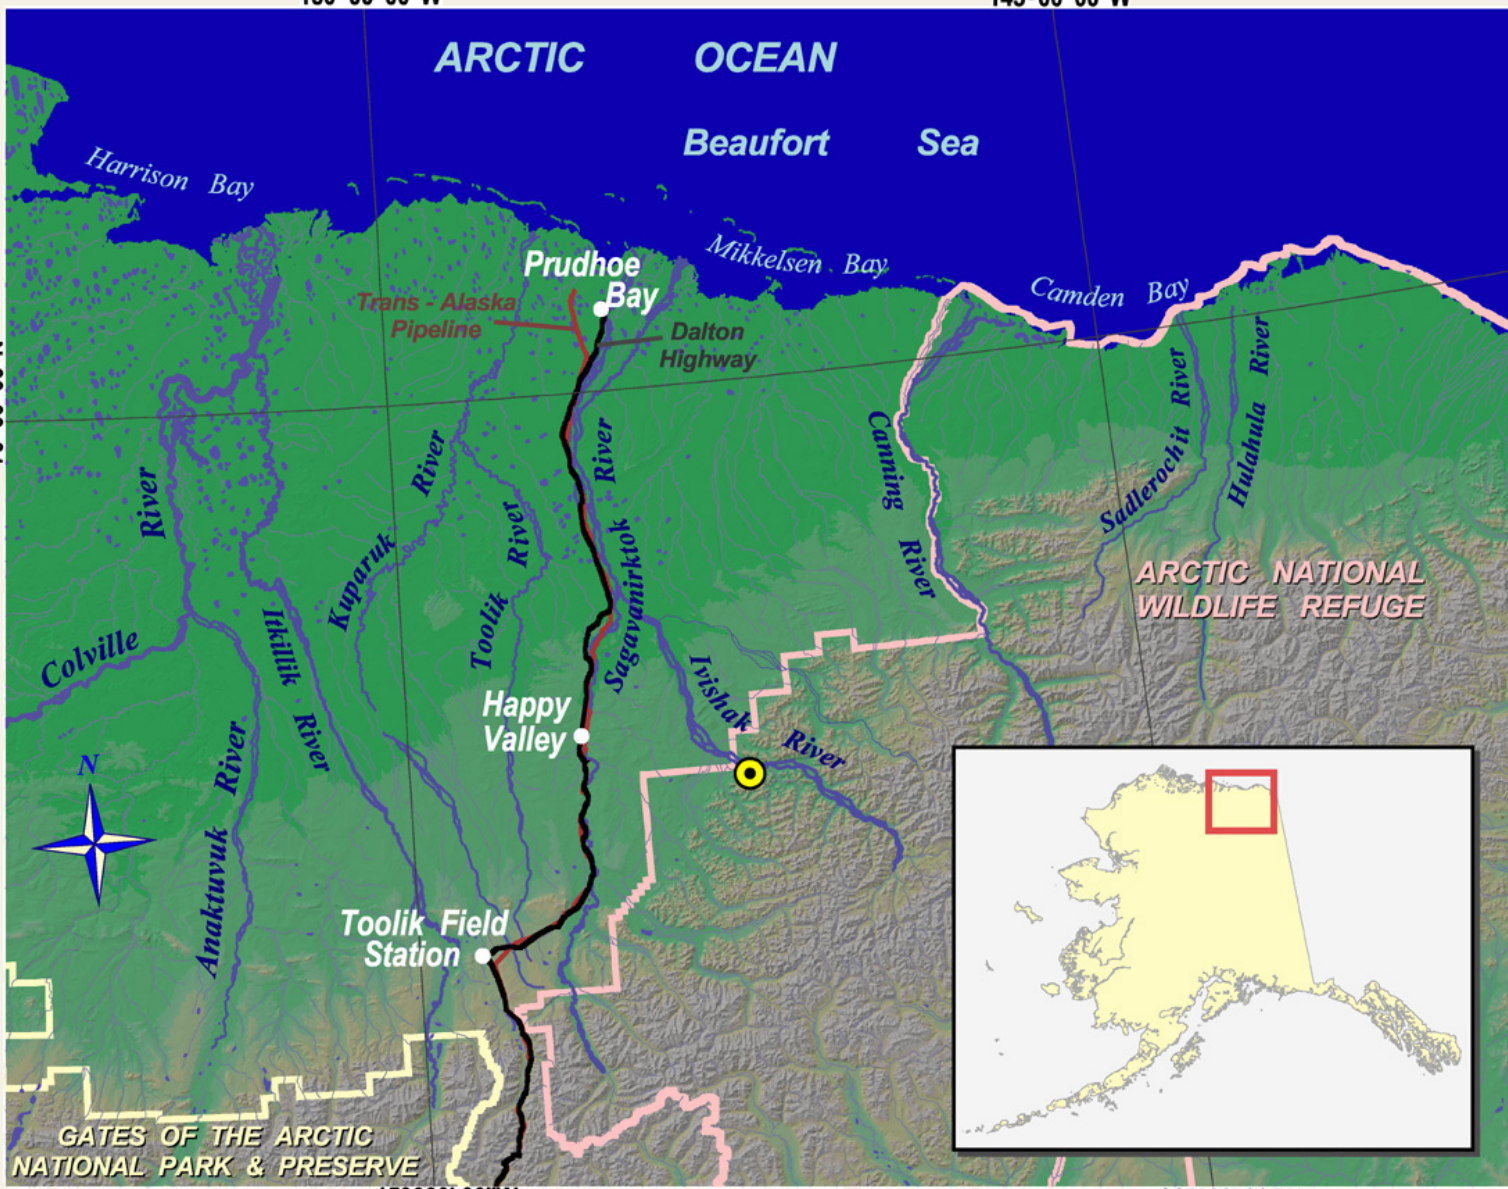 ARCTIC OCEAN
Beaufort Sea
Harrison Bay
Mikkelsen Bay
Camden Bay
Prudhoe
Bay
Trans - Alaska
Pipeline
Dalton
Highway
River
River
River
River
Canning
River
Sadlerochit River
Hulahula River
Kuparuk
Toolik
Sagavanirktok
Colville
Itkillik
River
Ivishak
River
ARCTIC NATIONAL
WILDLIFE REFUGE
Happy
Valley
N
River
Anaktuvuk
Toolik Field
Station
GATES OF THE ARCTIC
NATIONAL PARK & PRESERVE